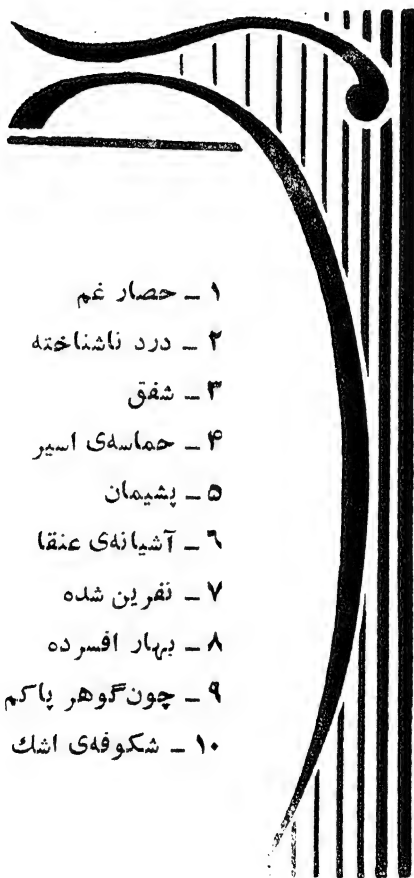 ۱ ـ حصار غم
۲ ـ درد ناشناخته
۳ ـ شفق
۴ ـ حماسه‌ی اسیر
۵ ـ پشیمان
۶ ـ آشیانه‌ی عنقا
۷ ـ نفرین شده
۸ ـ بهار افسرده
۹ ـ چون گوهر پاکم
۱۰ ـ شکوفه‌ی اشك